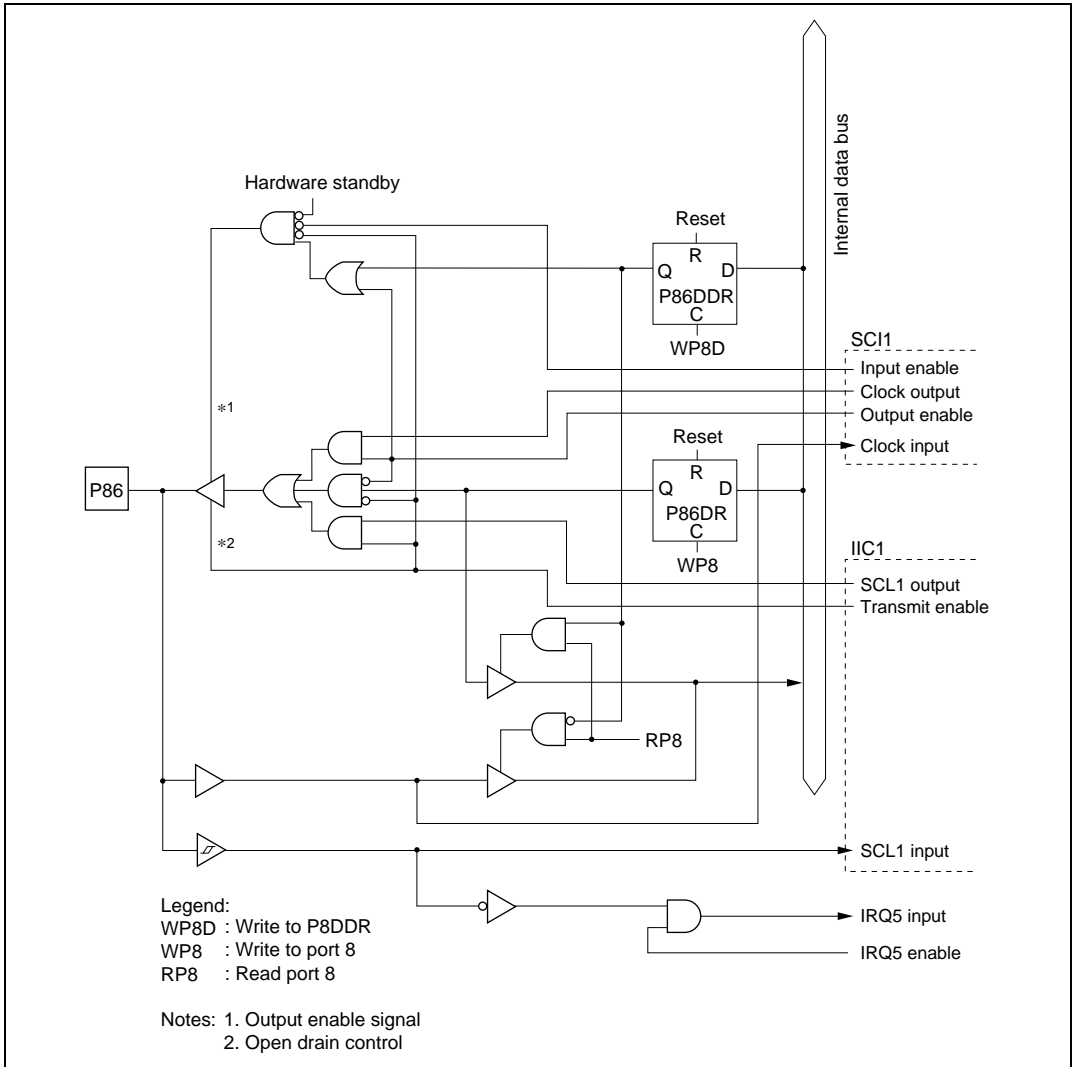 Hardware standby
Internal data bus
Reset
R
Q D
P86DDR
C
WP8D
SCI1
Input enable
Clock output
Output enable
Clock input
*1
Reset
R
Q D
P86DR
C
WP8
P86
*2
IIC1
SCL1 output
Transmit enable
RP8
SCL1 input
IRQ5 input
IRQ5 enable
Legend:
WP8D : Write to P8DDR
WP8 : Write to port 8
RP8 : Read port 8
Notes: 1. Output enable signal
2. Open drain control